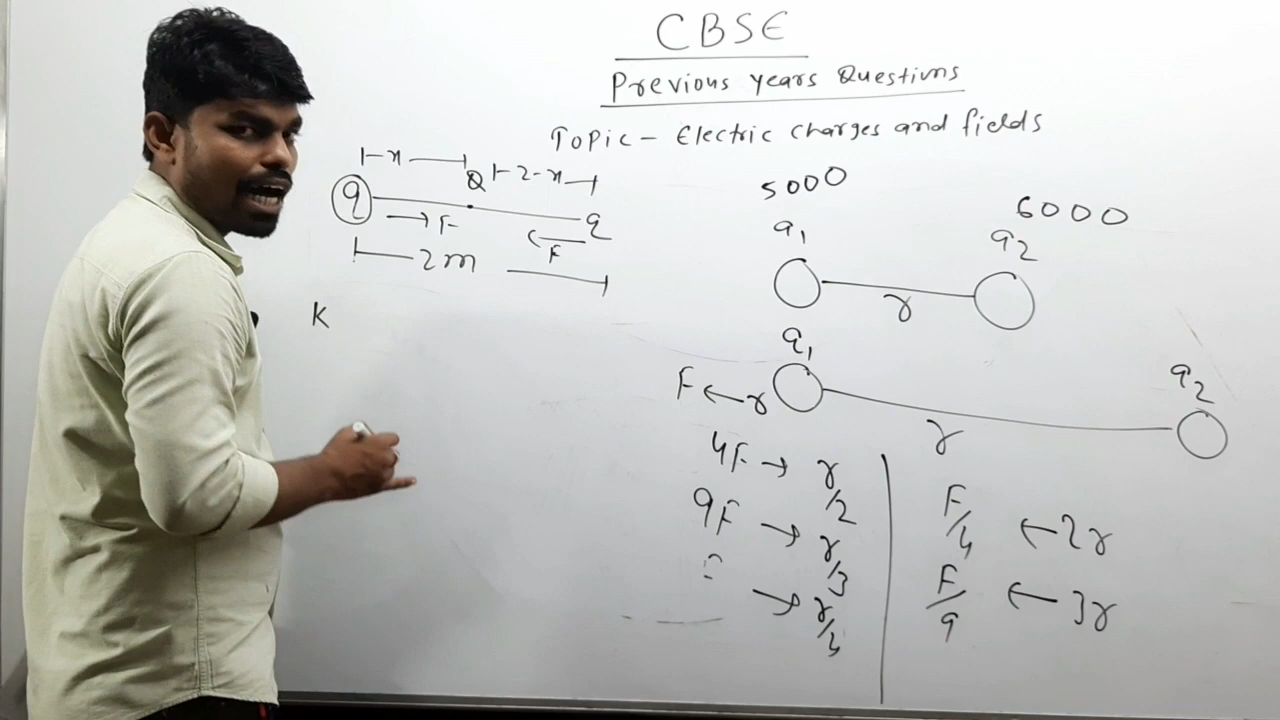 CBSE
Previous years Questions
Topic - Electric charges and fields
x Q 2-x
q q
→ F ← F
2m
K
5000 6000
q1 q2
r
q1 q2
F ← r r
4F → r/2
9F → r/3
F/4 ← 2r
F/9 ← 3r